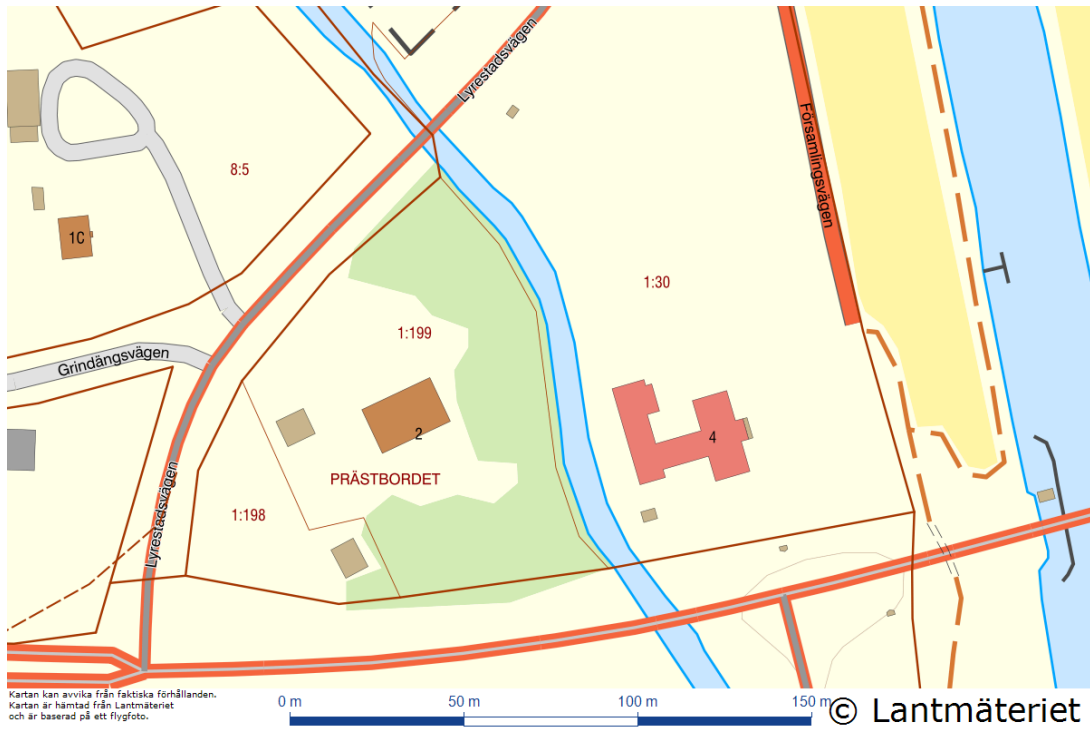 Lyrestadsvägen
Församlingsvägen
8:5
1C
1:30
1:199
Grindängsvägen
2
4
PRÄSTBORDET
1:198
Lyrestadsvägen
Kartan kan avvika från faktiska förhållanden.
Kartan är hämtad från Lantmäteriet
och är baserad på ett flygfoto.
0 m 50 m 100 m 150 m
© Lantmäteriet